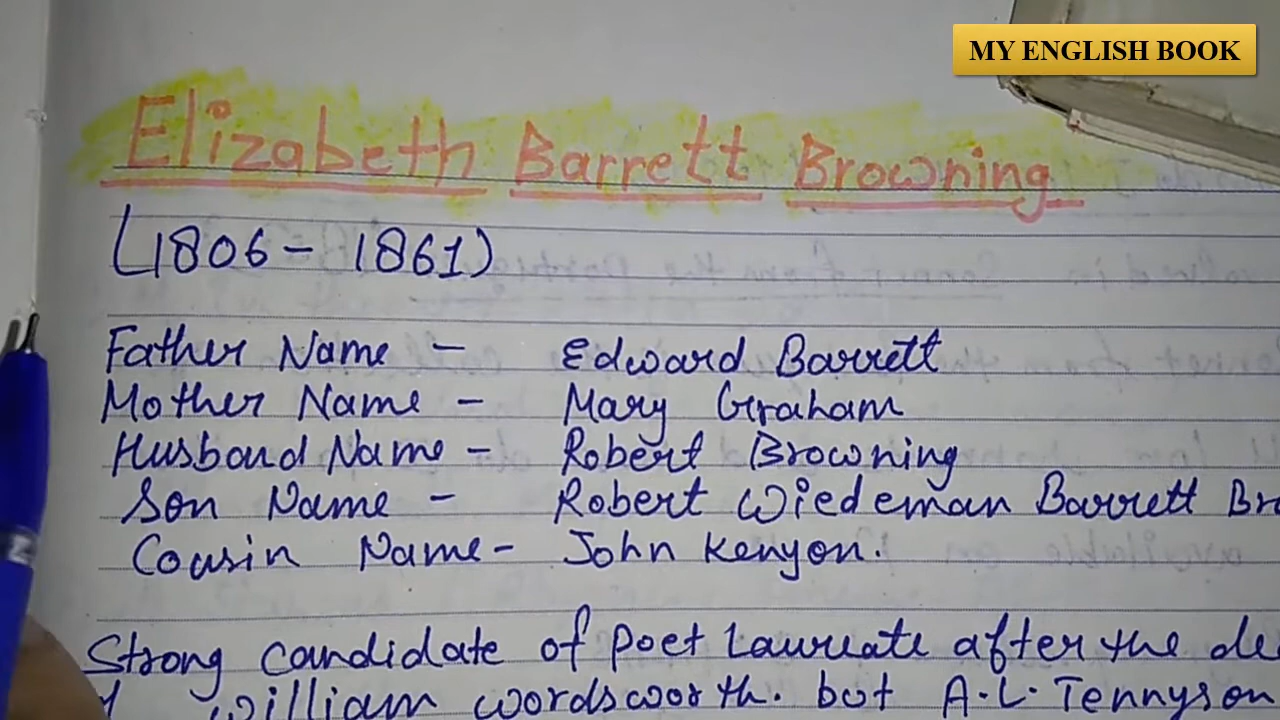 MY ENGLISH BOOK
Elizabeth Barrett Browning
(1806 - 1861)
Father Name - Edward Barrett
Mother Name - Mary Graham
Husband Name - Robert Browning
Son Name - Robert Wiedeman Barrett
Cousin Name - John Kenyon.
Strong candidate of Poet Laureate after the
William Wordsworth. but A.L. Tennyson